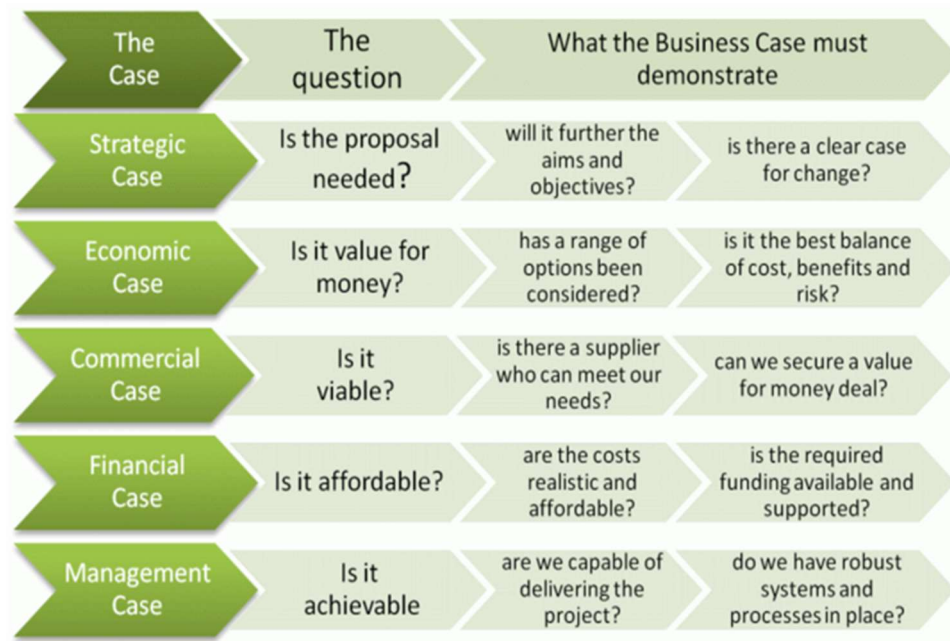 The
Case
The
question
What the Business Case must
demonstrate
Strategic
Case
Is the proposal
needed?
will it further the
aims and
objectives?
is there a clear case
for change?
Economic
Case
Is it value for
money?
has a range of
options been
considered?
is it the best balance
of cost, benefits and
risk?
Commercial
Case
Is it
viable?
is there a supplier
who can meet our
needs?
can we secure a value
for money deal?
Financial
Case
Is it affordable?
are the costs
realistic and
affordable?
is the required
funding available and
supported?
Management
Case
Is it
achievable
are we capable of
delivering the
project?
do we have robust
systems and
processes in place?